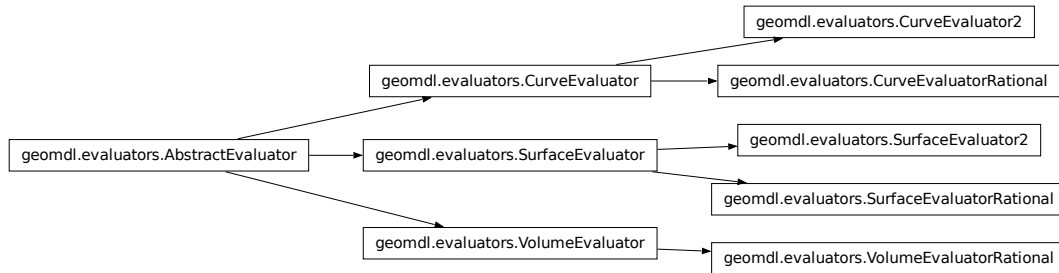 geomdl.evaluators.CurveEvaluator2
geomdl.evaluators.CurveEvaluator
geomdl.evaluators.CurveEvaluatorRational
geomdl.evaluators.AbstractEvaluator
geomdl.evaluators.SurfaceEvaluator
geomdl.evaluators.SurfaceEvaluator2
geomdl.evaluators.SurfaceEvaluatorRational
geomdl.evaluators.VolumeEvaluator
geomdl.evaluators.VolumeEvaluatorRational